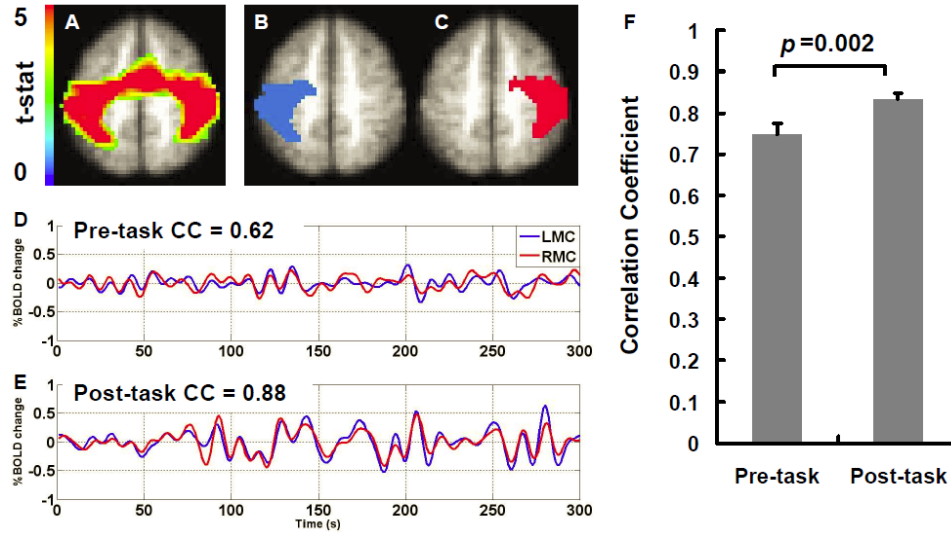 5
t-stat
0
A
B
C
D
Pre-task CC = 0.62
LMC
RMC
%BOLD change
1
0.5
0
-0.5
-1
0
50
100
150
200
250
300
E
Post-task CC = 0.88
%BOLD change
1
0.5
0
-0.5
-1
0
50
100
150
200
250
300
Time (s)
F
p=0.002
Correlation Coefficient
1
0.9
0.8
0.7
0.6
0.5
0.4
0.3
0.2
0.1
0
Pre-task
Post-task